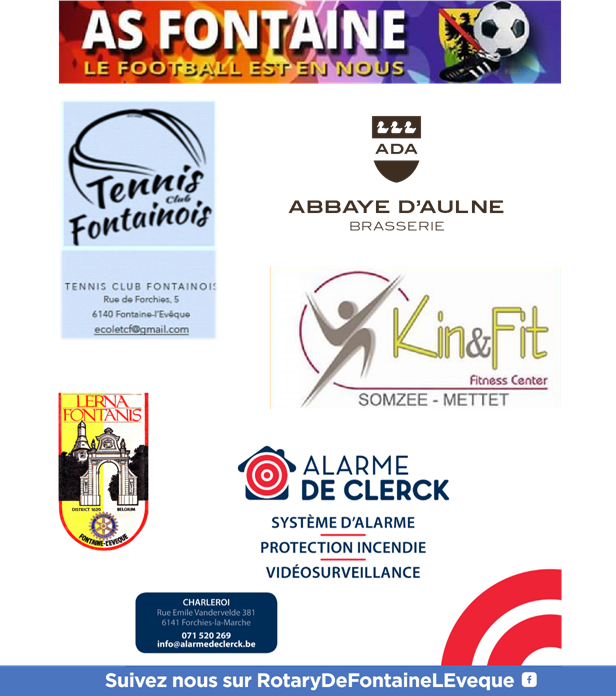 AS FONTAINE
LE FOOTBALL EST EN NOUS
Tennis
Club
Fontainois
TENNIS CLUB FONTAINOIS
Rue de Forchies, 5
6140 Fontaine-l'Evêque
ecoletcf@gmail.com
ADA
ABBAYE D'AULNE
BRASSERIE
Kin&Fit
Fitness Center
SOMZEE - METTET
LERNA
FONTANIS
DISTRICT 1620 BELGIUM
FONTAINE-L'EVEQUE
ALARME
DE CLERCK
SYSTÈME D'ALARME
PROTECTION INCENDIE
VIDÉOSURVEILLANCE
CHARLEROI
Rue Emile Vandervelde 381
6141 Forchies-la-Marche
071 520 269
info@alarmedeclerck.be
Suivez nous sur RotaryDeFontaineLEveque